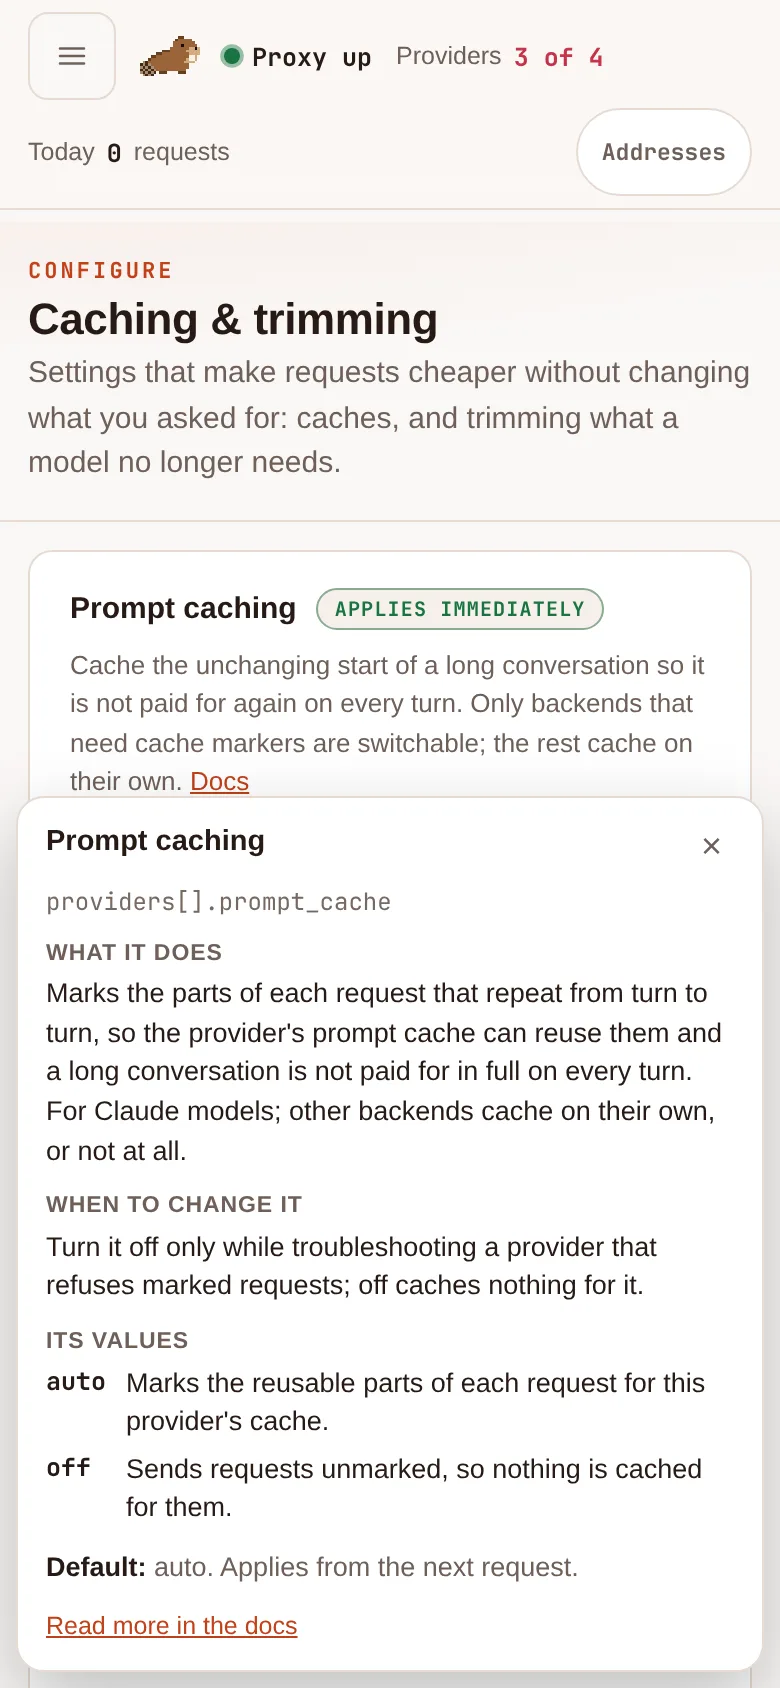 Proxy up Providers 3 of 4
Today 0 requests
Addresses
CONFIGURE
Caching & trimming
Settings that make requests cheaper without changing
what you asked for: caches, and trimming what a
model no longer needs.
Prompt caching APPLIES IMMEDIATELY
Cache the unchanging start of a long conversation so it
is not paid for again on every turn. Only backends that
need cache markers are switchable; the rest cache on
their own. Docs
Prompt caching
providers[].prompt_cache
WHAT IT DOES
Marks the parts of each request that repeat from turn to
turn, so the provider's prompt cache can reuse them and
a long conversation is not paid for in full on every turn.
For Claude models; other backends cache on their own,
or not at all.
WHEN TO CHANGE IT
Turn it off only while troubleshooting a provider that
refuses marked requests; off caches nothing for it.
ITS VALUES
auto Marks the reusable parts of each request for this
provider's cache.
off Sends requests unmarked, so nothing is cached
for them.
Default: auto. Applies from the next request.
Read more in the docs